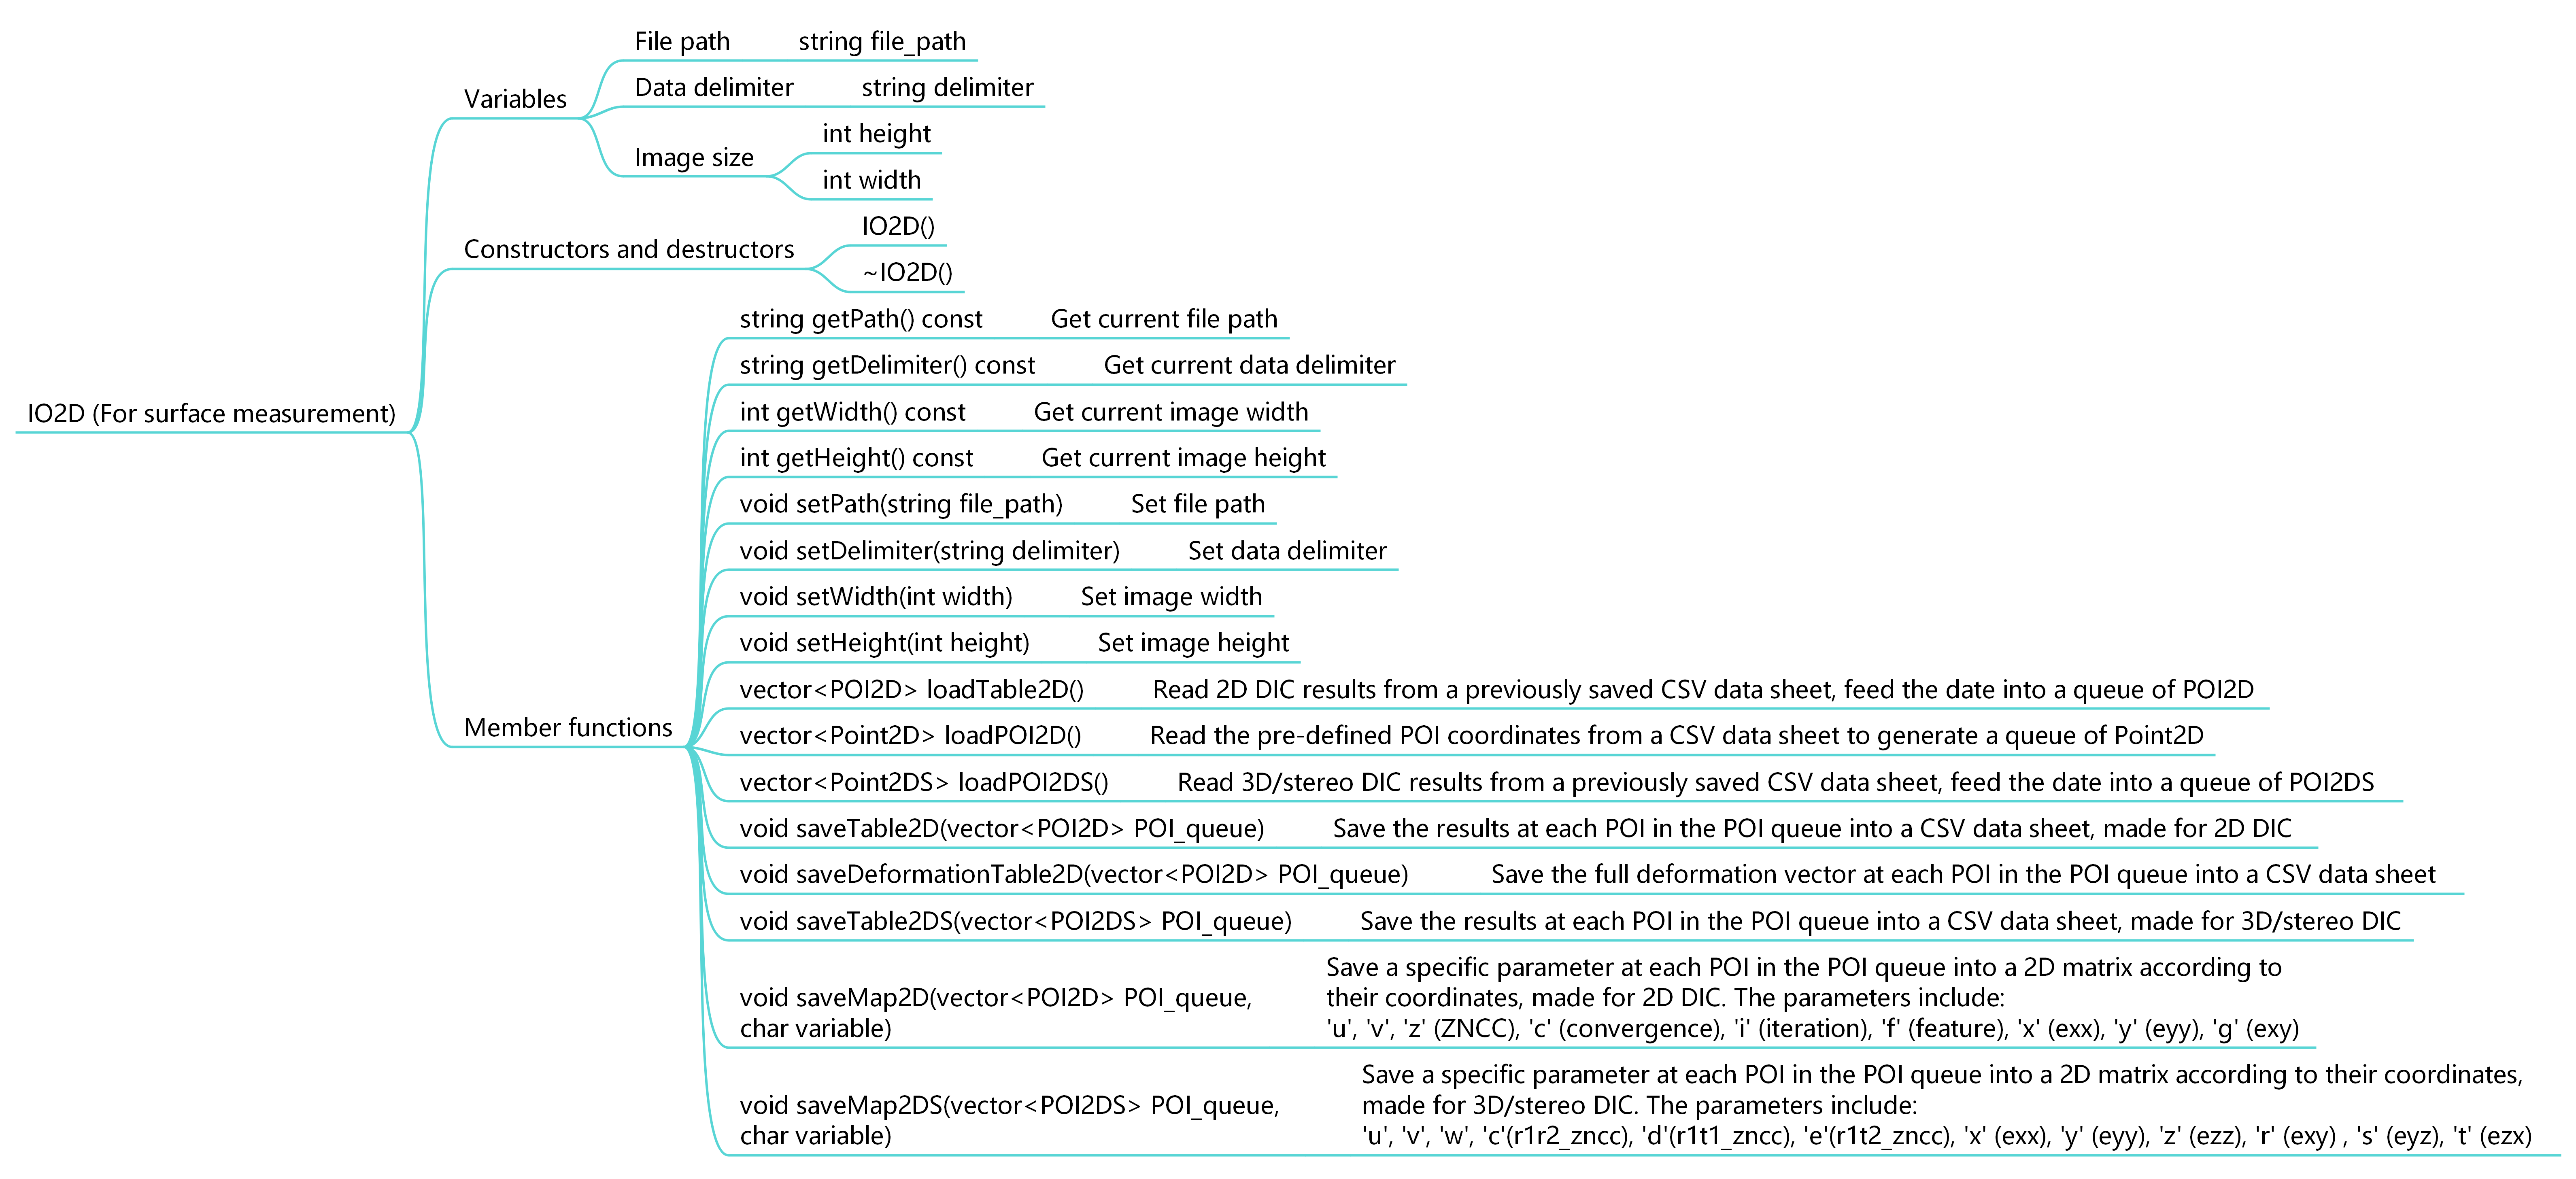 IO2D (For surface measurement)
Variables
File path string file_path
Data delimiter string delimiter
Image size
int height
int width
Constructors and destructors
IO2D()
~IO2D()
Member functions
string getPath() const Get current file path
string getDelimiter() const Get current data delimiter
int getWidth() const Get current image width
int getHeight() const Get current image height
void setPath(string file_path) Set file path
void setDelimiter(string delimiter) Set data delimiter
void setWidth(int width) Set image width
void setHeight(int height) Set image height
vector<POI2D> loadTable2D() Read 2D DIC results from a previously saved CSV data sheet, feed the date into a queue of POI2D
vector<Point2D> loadPOI2D() Read the pre-defined POI coordinates from a CSV data sheet to generate a queue of Point2D
vector<Point2DS> loadPOI2DS() Read 3D/stereo DIC results from a previously saved CSV data sheet, feed the date into a queue of POI2DS
void saveTable2D(vector<POI2D> POI_queue) Save the results at each POI in the POI queue into a CSV data sheet, made for 2D DIC
void saveDeformationTable2D(vector<POI2D> POI_queue) Save the full deformation vector at each POI in the POI queue into a CSV data sheet
void saveTable2DS(vector<POI2DS> POI_queue) Save the results at each POI in the POI queue into a CSV data sheet, made for 3D/stereo DIC
void saveMap2D(vector<POI2D> POI_queue,
char variable)
Save a specific parameter at each POI in the POI queue into a 2D matrix according to
their coordinates, made for 2D DIC. The parameters include:
'u', 'v', 'z' (ZNCC), 'c' (convergence), 'i' (iteration), 'f' (feature), 'x' (exx), 'y' (eyy), 'g' (exy)
void saveMap2DS(vector<POI2DS> POI_queue,
char variable)
Save a specific parameter at each POI in the POI queue into a 2D matrix according to their coordinates,
made for 3D/stereo DIC. The parameters include:
'u', 'v', 'w', 'c'(r1r2_zncc), 'd'(r1t1_zncc), 'e'(r1t2_zncc), 'x' (exx), 'y' (eyy), 'z' (ezz), 'r' (exy) , 's' (eyz), 't' (ezx)